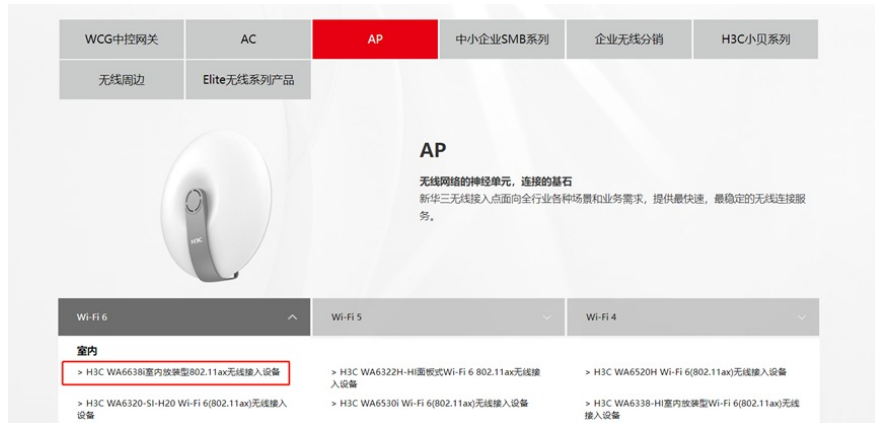 WCG中控网关
AC
AP
中小企业SMB系列
企业无线分销
H3C小贝系列
无线周边
Elite无线系列产品
AP
无线网络的神经单元，连接的基石
新华三无线接入点面向全行业各种场景和业务需求，提供最快速，最稳定的无线连接服
务。
H3C
Wi-Fi 6
Wi-Fi 5
Wi-Fi 4
室内
> H3C WA6638i室内放装型802.11ax无线接入设备
> H3C WA6322H-HI面板式Wi-Fi 6 802.11ax无线接
入设备
> H3C WA6520H Wi-Fi 6(802.11ax)无线接入设备
> H3C WA6320-SI-H20 Wi-Fi 6(802.11ax)无线接入
设备
> H3C WA6530i Wi-Fi 6(802.11ax)无线接入设备
> H3C WA6338-HI室内放装型Wi-Fi 6(802.11ax)无线
接入设备